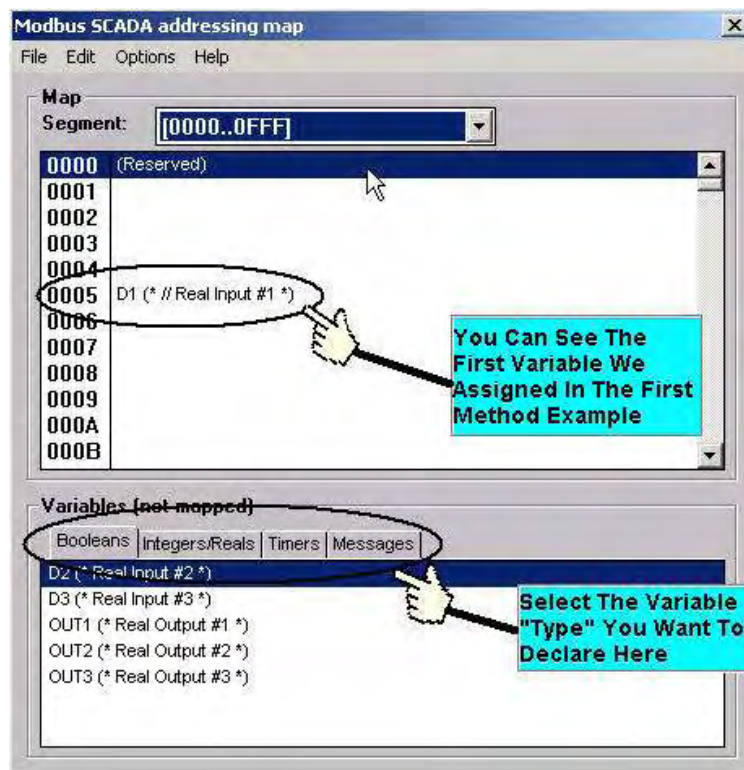 Modbus SCADA addressing map
File Edit Options Help
Map
Segment: [0000..0FFF]
0000 (Reserved)
0001
0002
0003
0004
0005 D1 (* // Real Input #1 *)
0006
0007
0008
0009
000A
000B
You Can See The
First Variable We
Assigned In The First
Method Example
Variables (not mapped)
Booleans Integers/Reals Timers Messages
D2 (* Real Input #2 *)
D3 (* Real Input #3 *)
OUT1 (* Real Output #1 *)
OUT2 (* Real Output #2 *)
OUT3 (* Real Output #3 *)
Select The Variable
"Type" You Want To
Declare Here